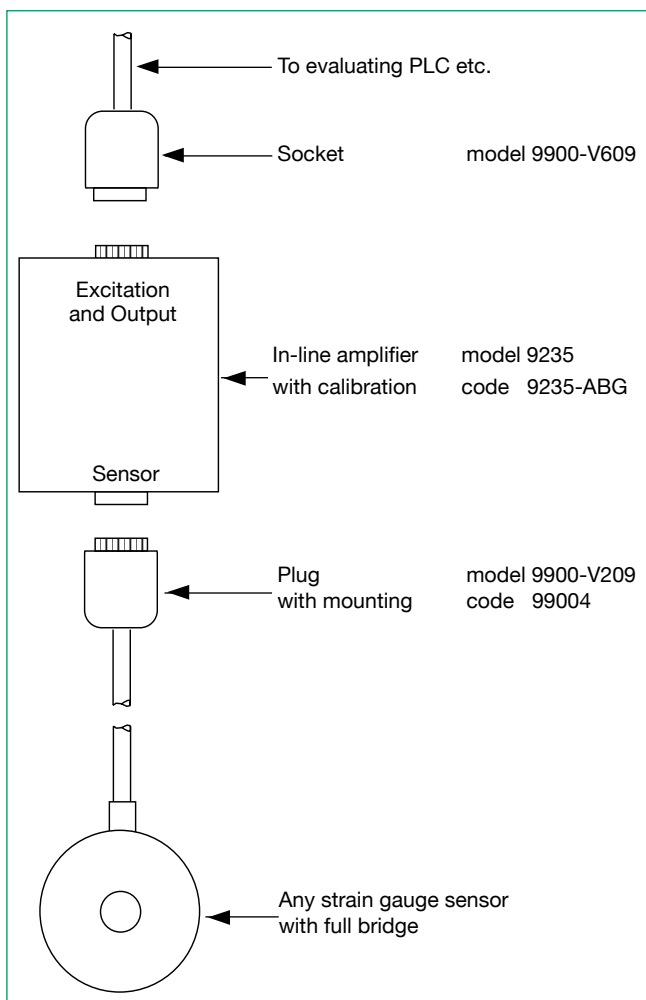 To evaluating PLC etc.
Socket model 9900-V609
Excitation
and Output
In-line amplifier model 9235
with calibration code 9235-ABG
Sensor
Plug model 9900-V209
with mounting code 99004
Any strain gauge sensor
with full bridge